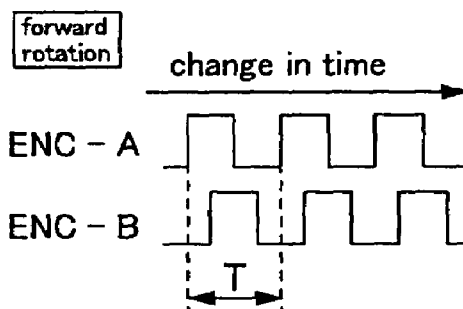 forward
rotation
change in time
ENC - A
ENC - B
T